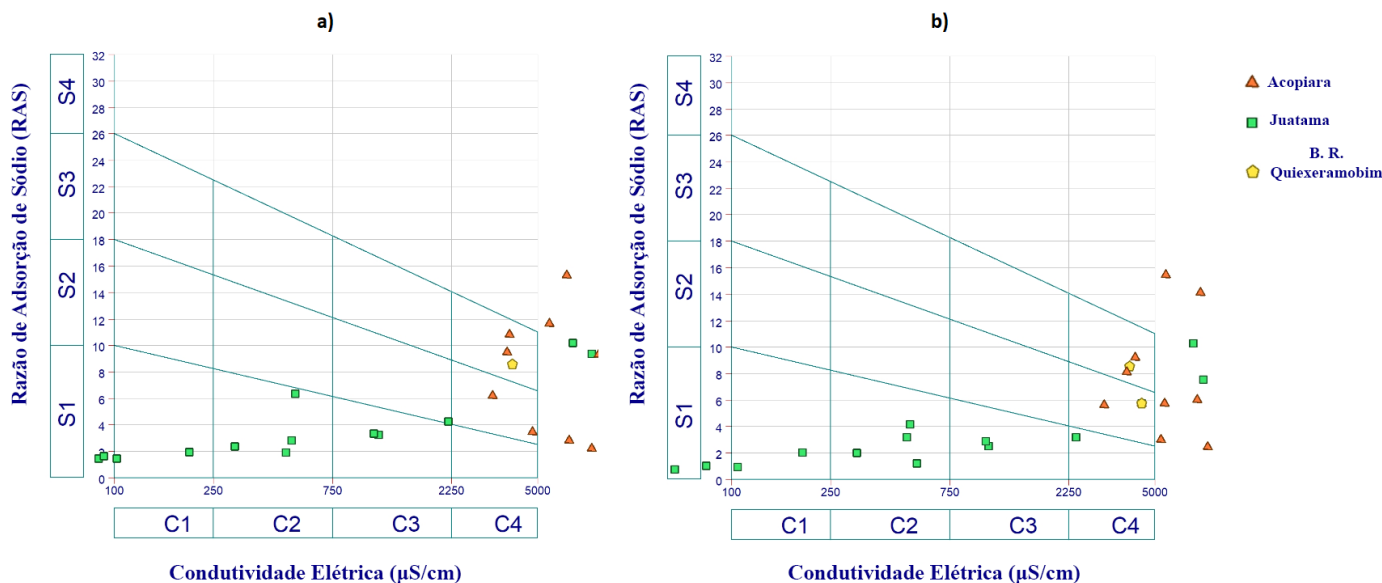 a)
b)
Razão de Adsorção de Sódio (RAS)
S4
S3
S2
S1
32
30
28
26
24
22
20
18
16
14
12
10
8
6
4
2
0
100
250
750
2250
5000
C1
C2
C3
C4
Condutividade Elétrica (µS/cm)
Razão de Adsorção de Sódio (RAS)
S4
S3
S2
S1
32
30
28
26
24
22
20
18
16
14
12
10
8
6
4
2
0
100
250
750
2250
5000
C1
C2
C3
C4
Condutividade Elétrica (µS/cm)
Acopiara
Juatama
B. R.
Quiexeramobim